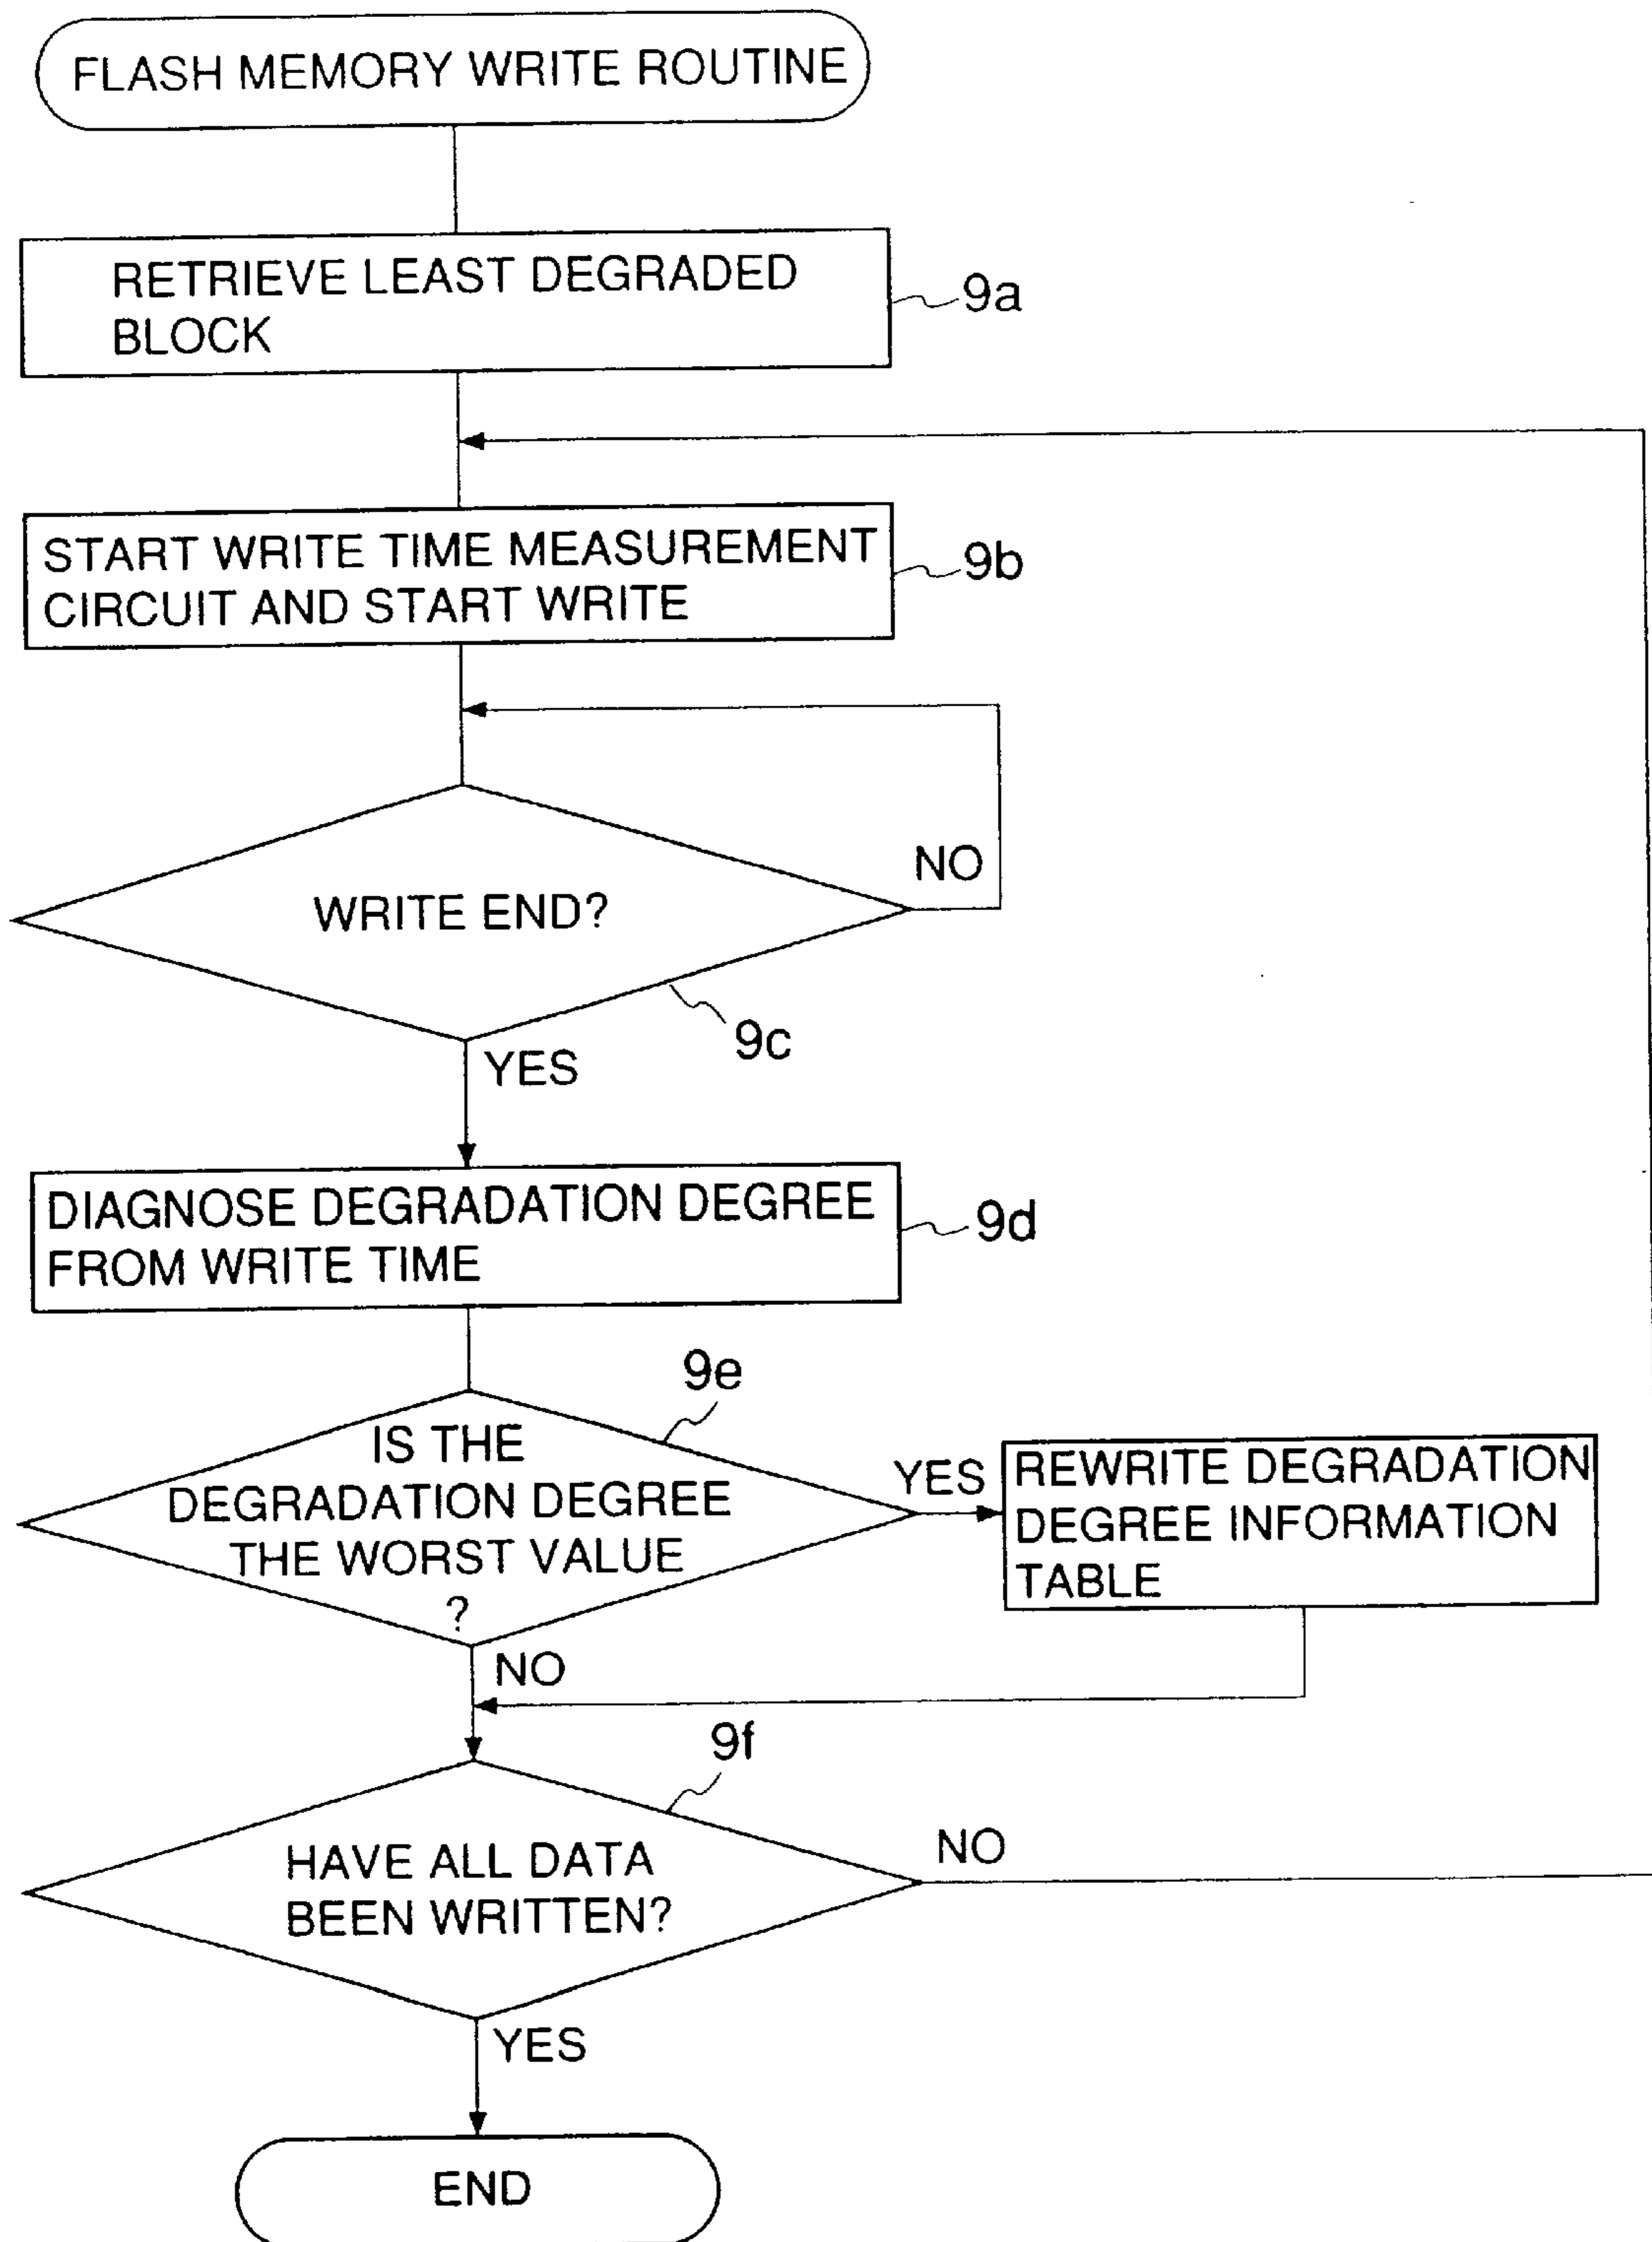 FLASH MEMORY WRITE ROUTINE
RETRIEVE LEAST DEGRADED
BLOCK
9a
START WRITE TIME MEASUREMENT
CIRCUIT AND START WRITE
9b
NO
WRITE END?
9c
YES
DIAGNOSE DEGRADATION DEGREE
FROM WRITE TIME
9d
9e
IS THE
DEGRADATION DEGREE
THE WORST VALUE
?
YES
REWRITE DEGRADATION
DEGREE INFORMATION
TABLE
NO
9f
HAVE ALL DATA
BEEN WRITTEN?
NO
YES
END